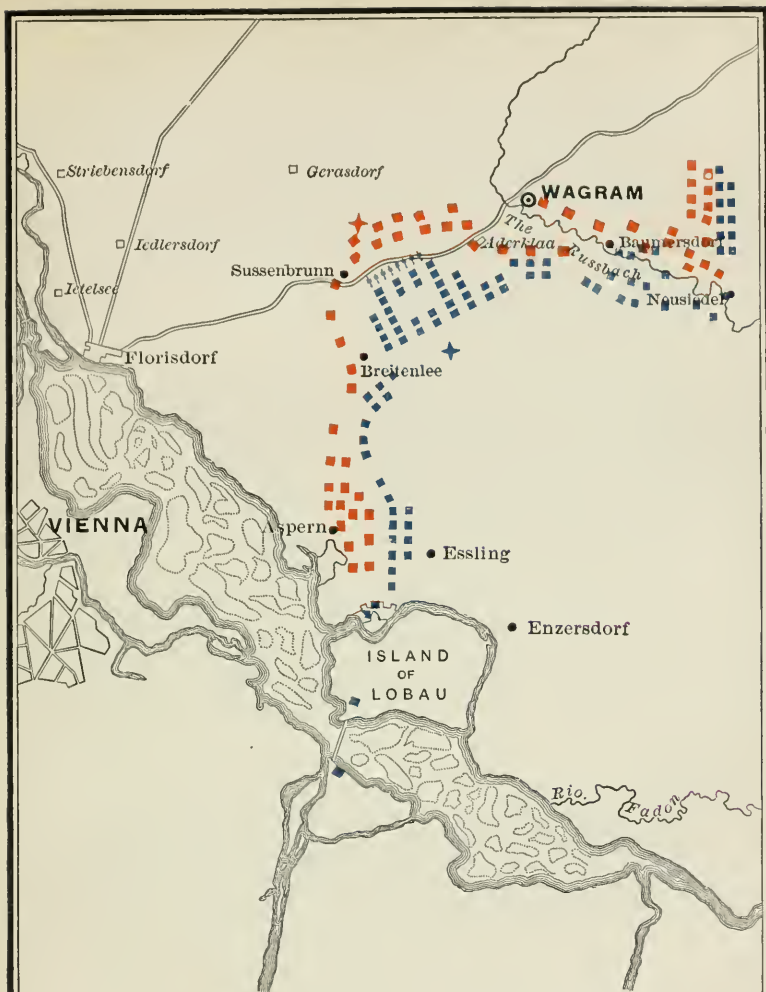 Striebensdorf
Gerasdorf
WAGRAM
The Russbach
Iedlersdorf
Aderklaa
Baumersdorf
Sussenbrunn
Ietelsee
Neusiedel
Florisdorf
Breitenlee
VIENNA
Aspern
Essling
Enzersdorf
ISLAND
OF
LOBAU
Rio. Fadon